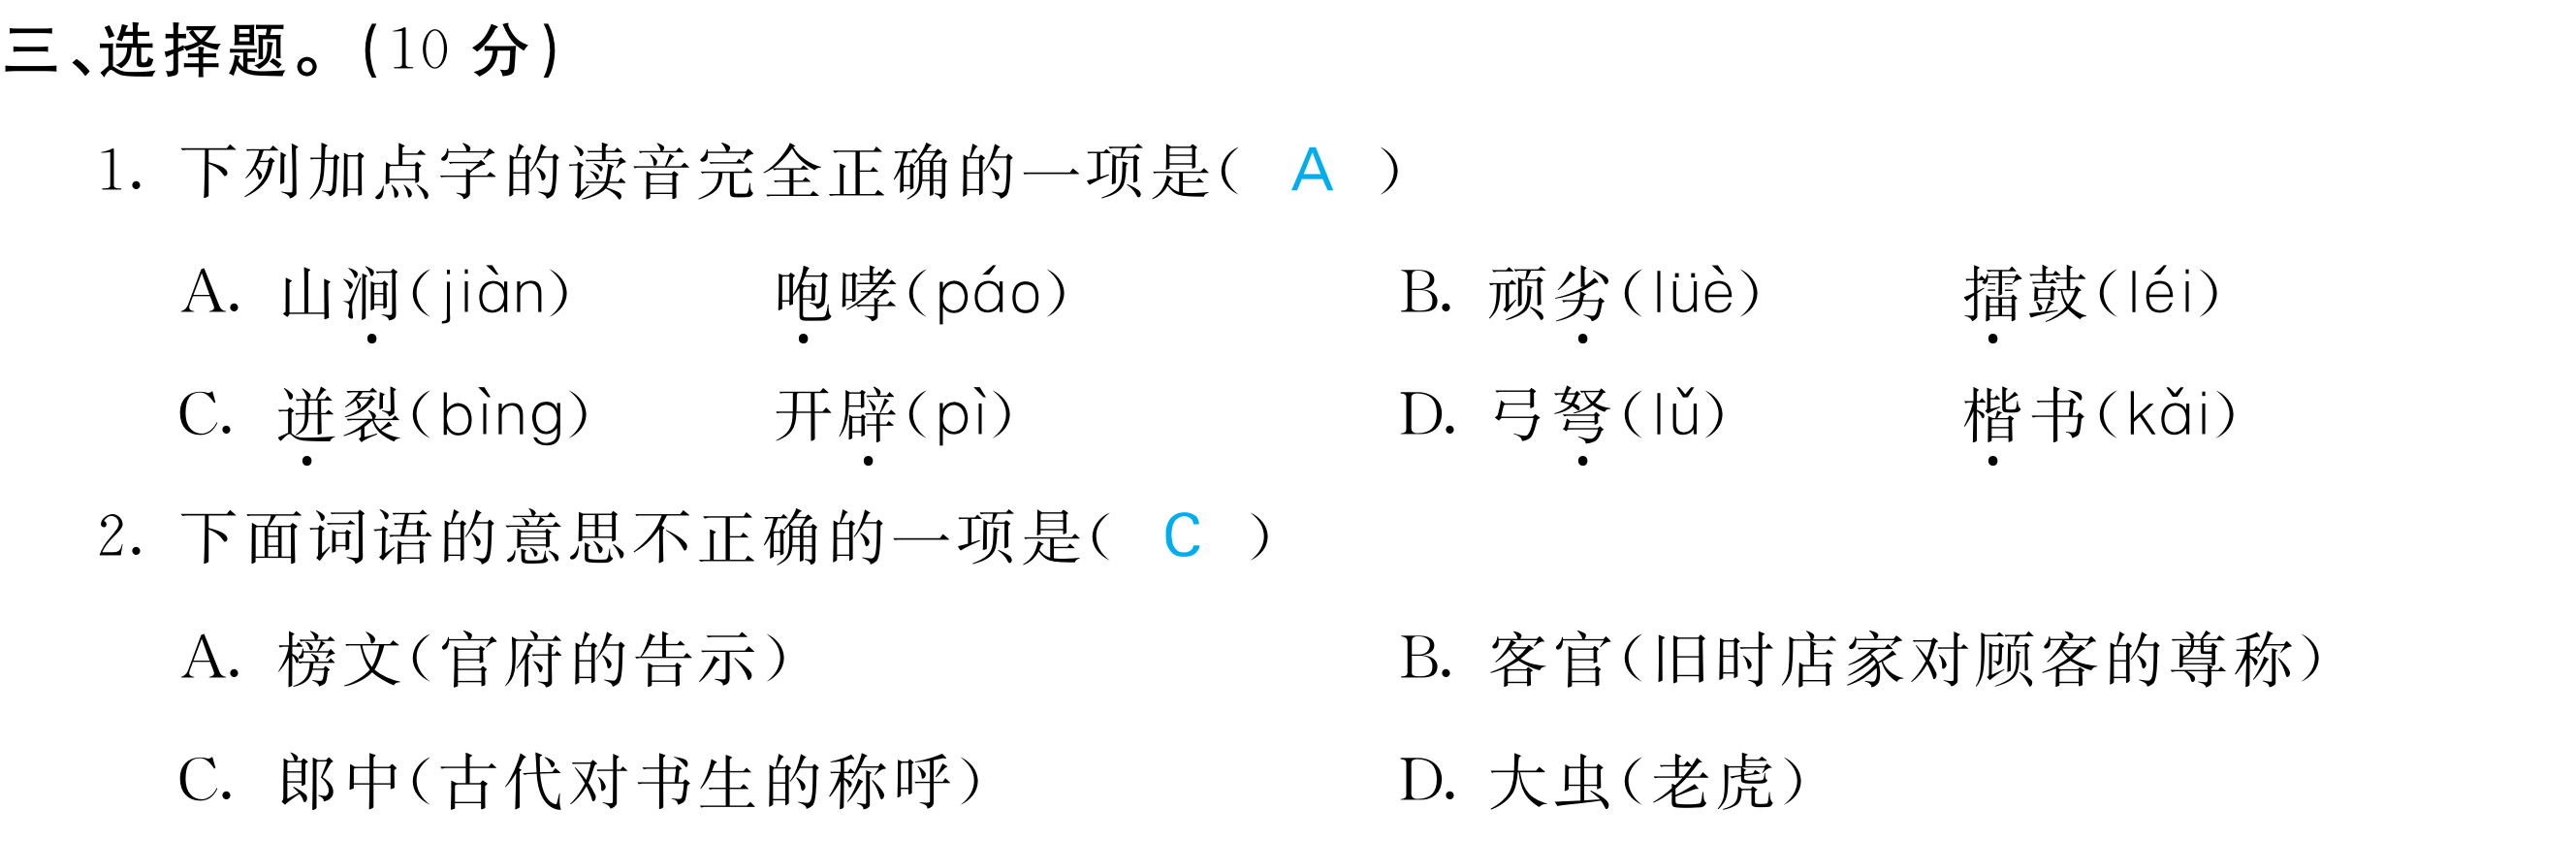 三、选择题。(10 分)
1. 下列加点字的读音完全正确的一项是( A )
A. 山涧(jiàn) 咆哮(páo) B. 顽劣(lüè) 擂鼓(léi)
C. 迸裂(bìng) 开辟(pì) D. 弓弩(lǔ) 楷书(kǎi)
2. 下面词语的意思不正确的一项是( C )
A. 榜文(官府的告示) B. 客官(旧时店家对顾客的尊称)
C. 郎中(古代对书生的称呼) D. 大虫(老虎)